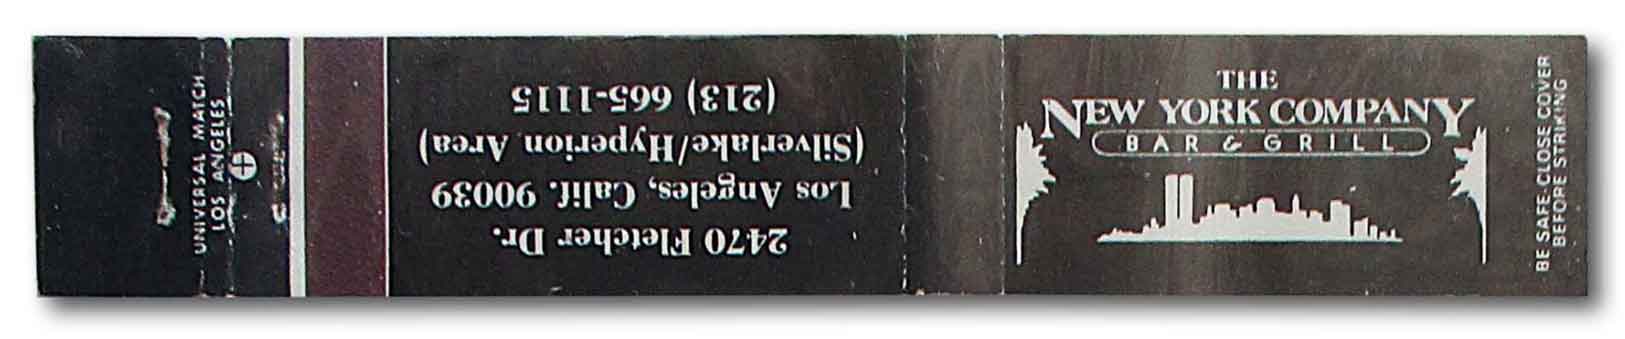 THE
NEW YORK COMPANY
BAR & GRILL
BE SAFE-CLOSE COVER
BEFORE STRIKING
2470 Fletcher Dr.
Los Angeles, Calif. 90039
(Silverlake/Hyperion Area)
(213) 665-1115
UNIVERSAL MATCH
LOS ANGELES